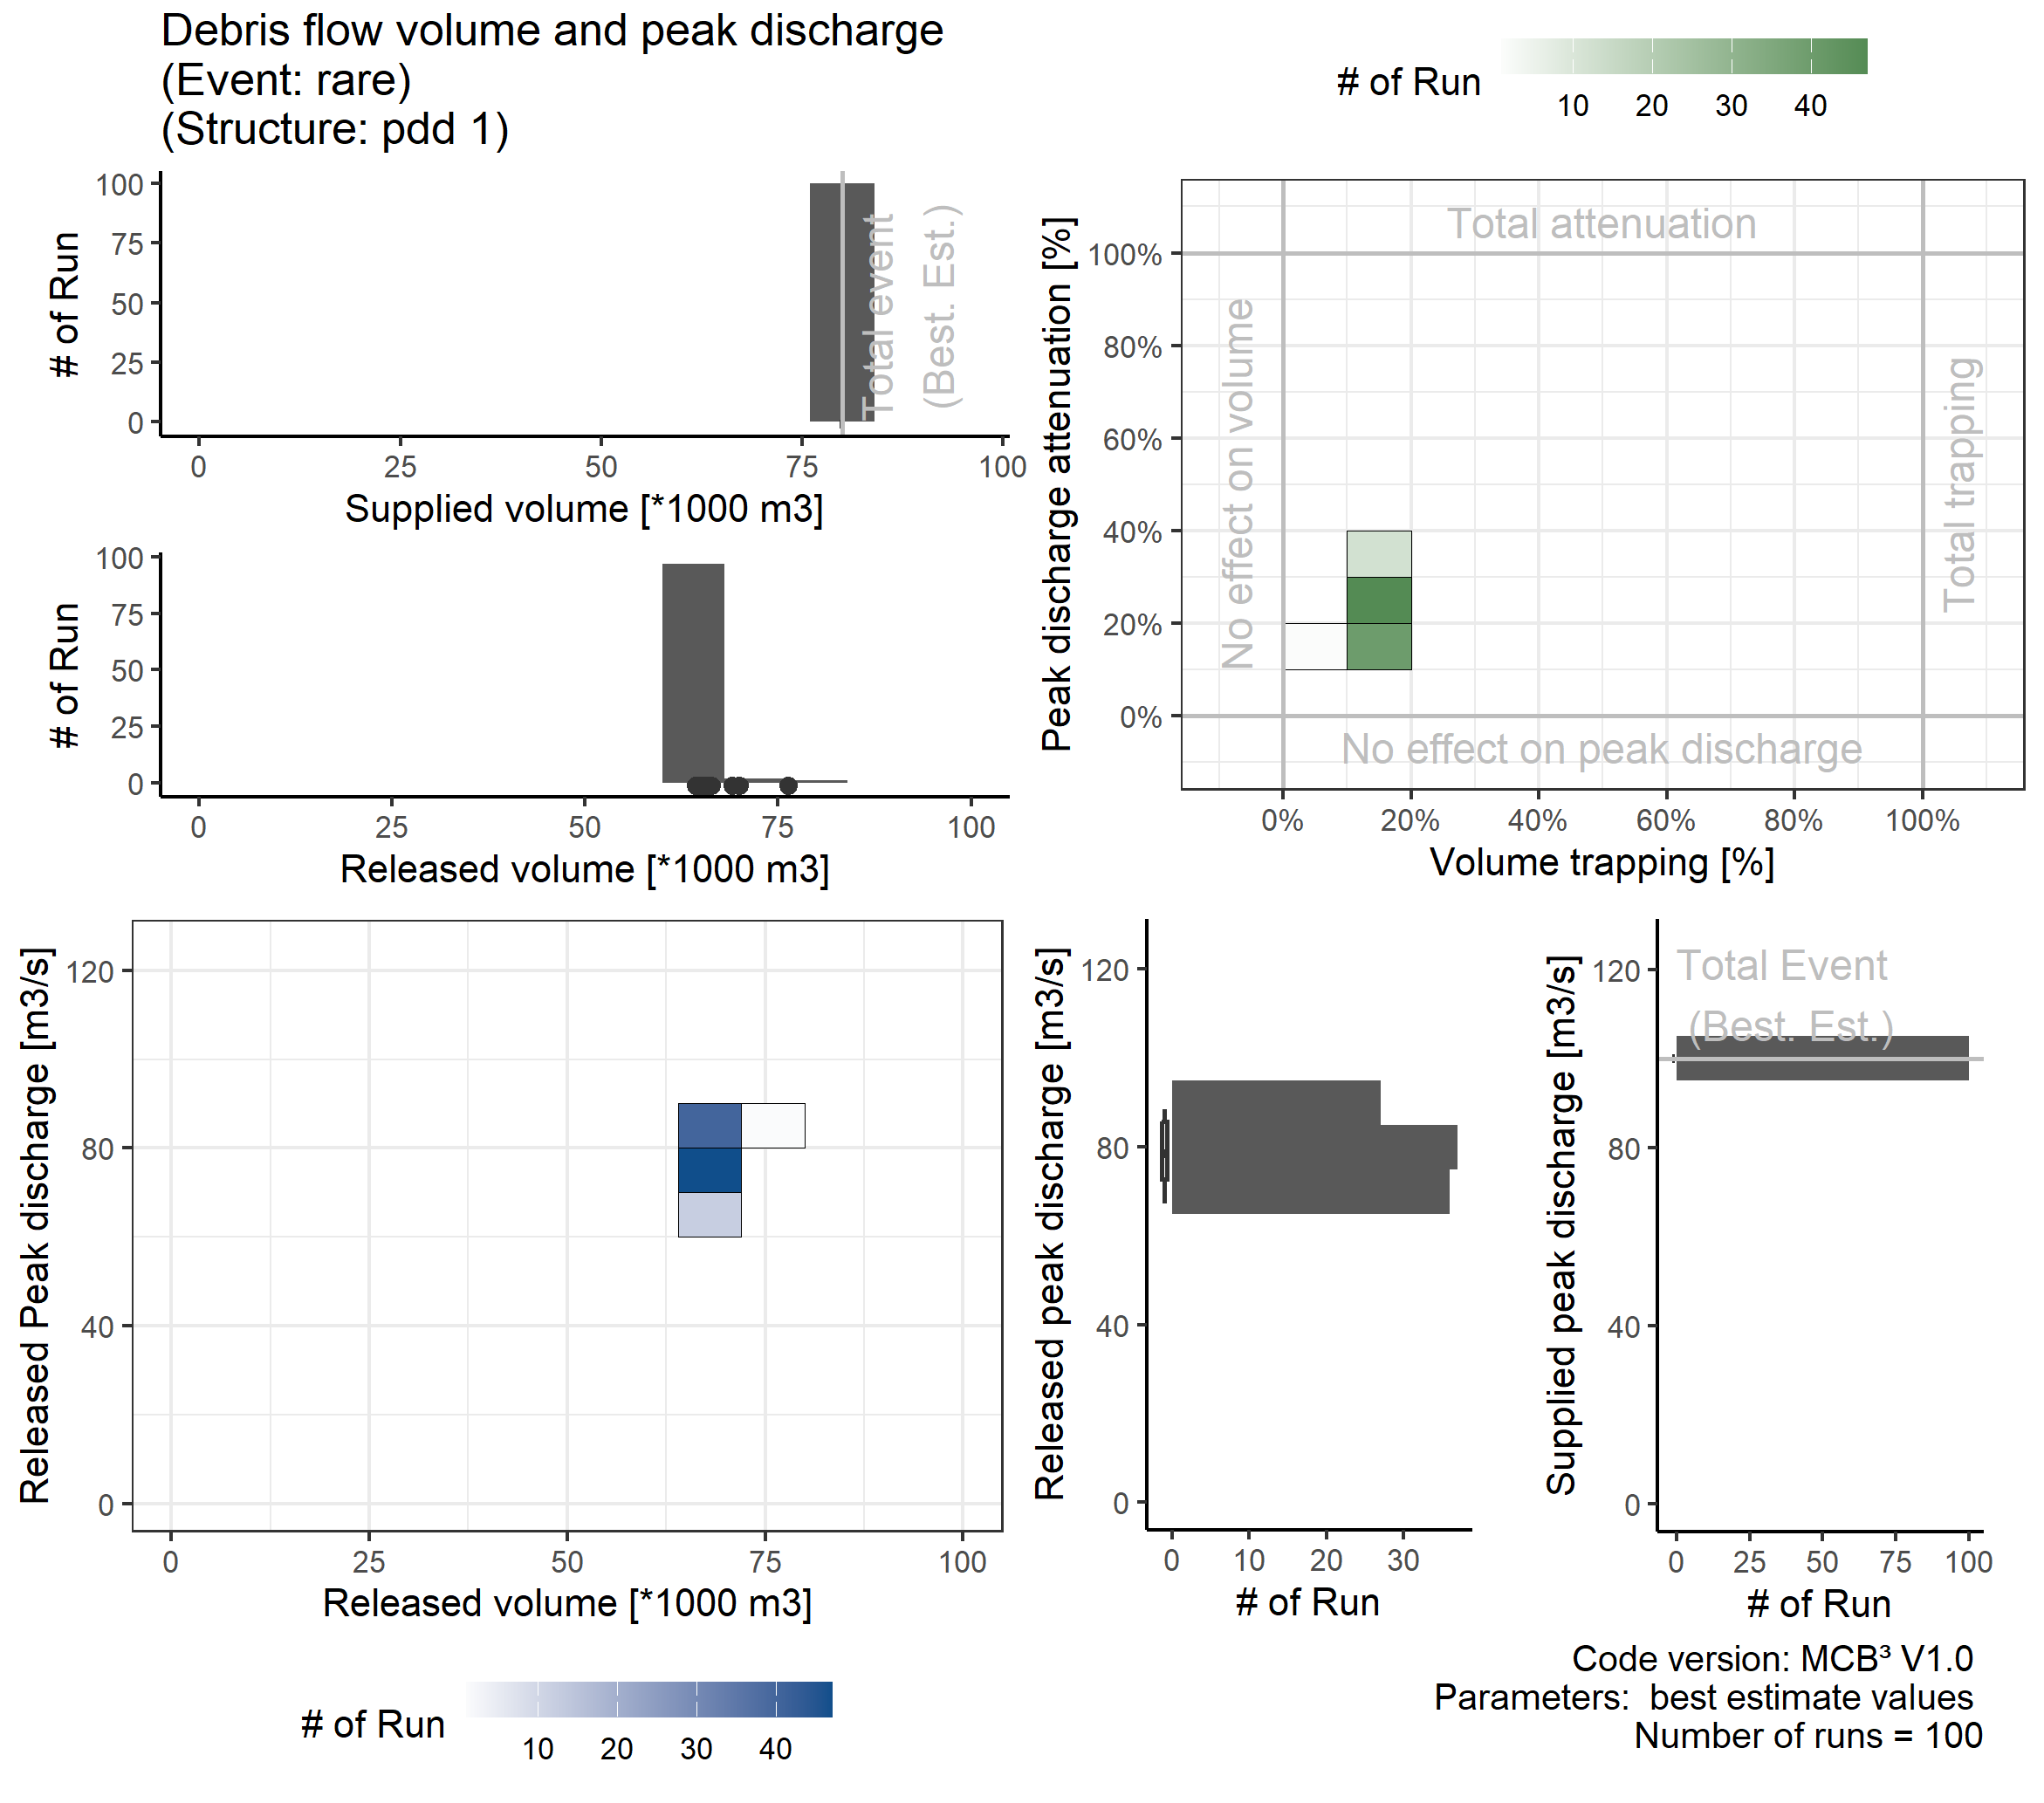 Debris flow volume and peak discharge
(Event: rare)
(Structure: pdd 1)
# of Run
10 20 30 40
# of Run
100
75
50
25
0
Total event
(Best. Est.)
0 25 50 75 100
Supplied volume [*1000 m3]
# of Run
100
75
50
25
0
0 25 50 75 100
Released volume [*1000 m3]
Peak discharge attenuation [%]
100%
80%
60%
40%
20%
0%
Total attenuation
No effect on volume
Total trapping
No effect on peak discharge
0% 20% 40% 60% 80% 100%
Volume trapping [%]
Released Peak discharge [m3/s]
120
80
40
0
0 25 50 75 100
Released volume [*1000 m3]
# of Run
10 20 30 40
Released peak discharge [m3/s]
120
80
40
0
0 10 20 30
# of Run
Supplied peak discharge [m3/s]
120
80
40
0
Total Event
(Best. Est.)
0 25 50 75 100
# of Run
Code version: MCB³ V1.0
Parameters:  best estimate values
Number of runs = 100